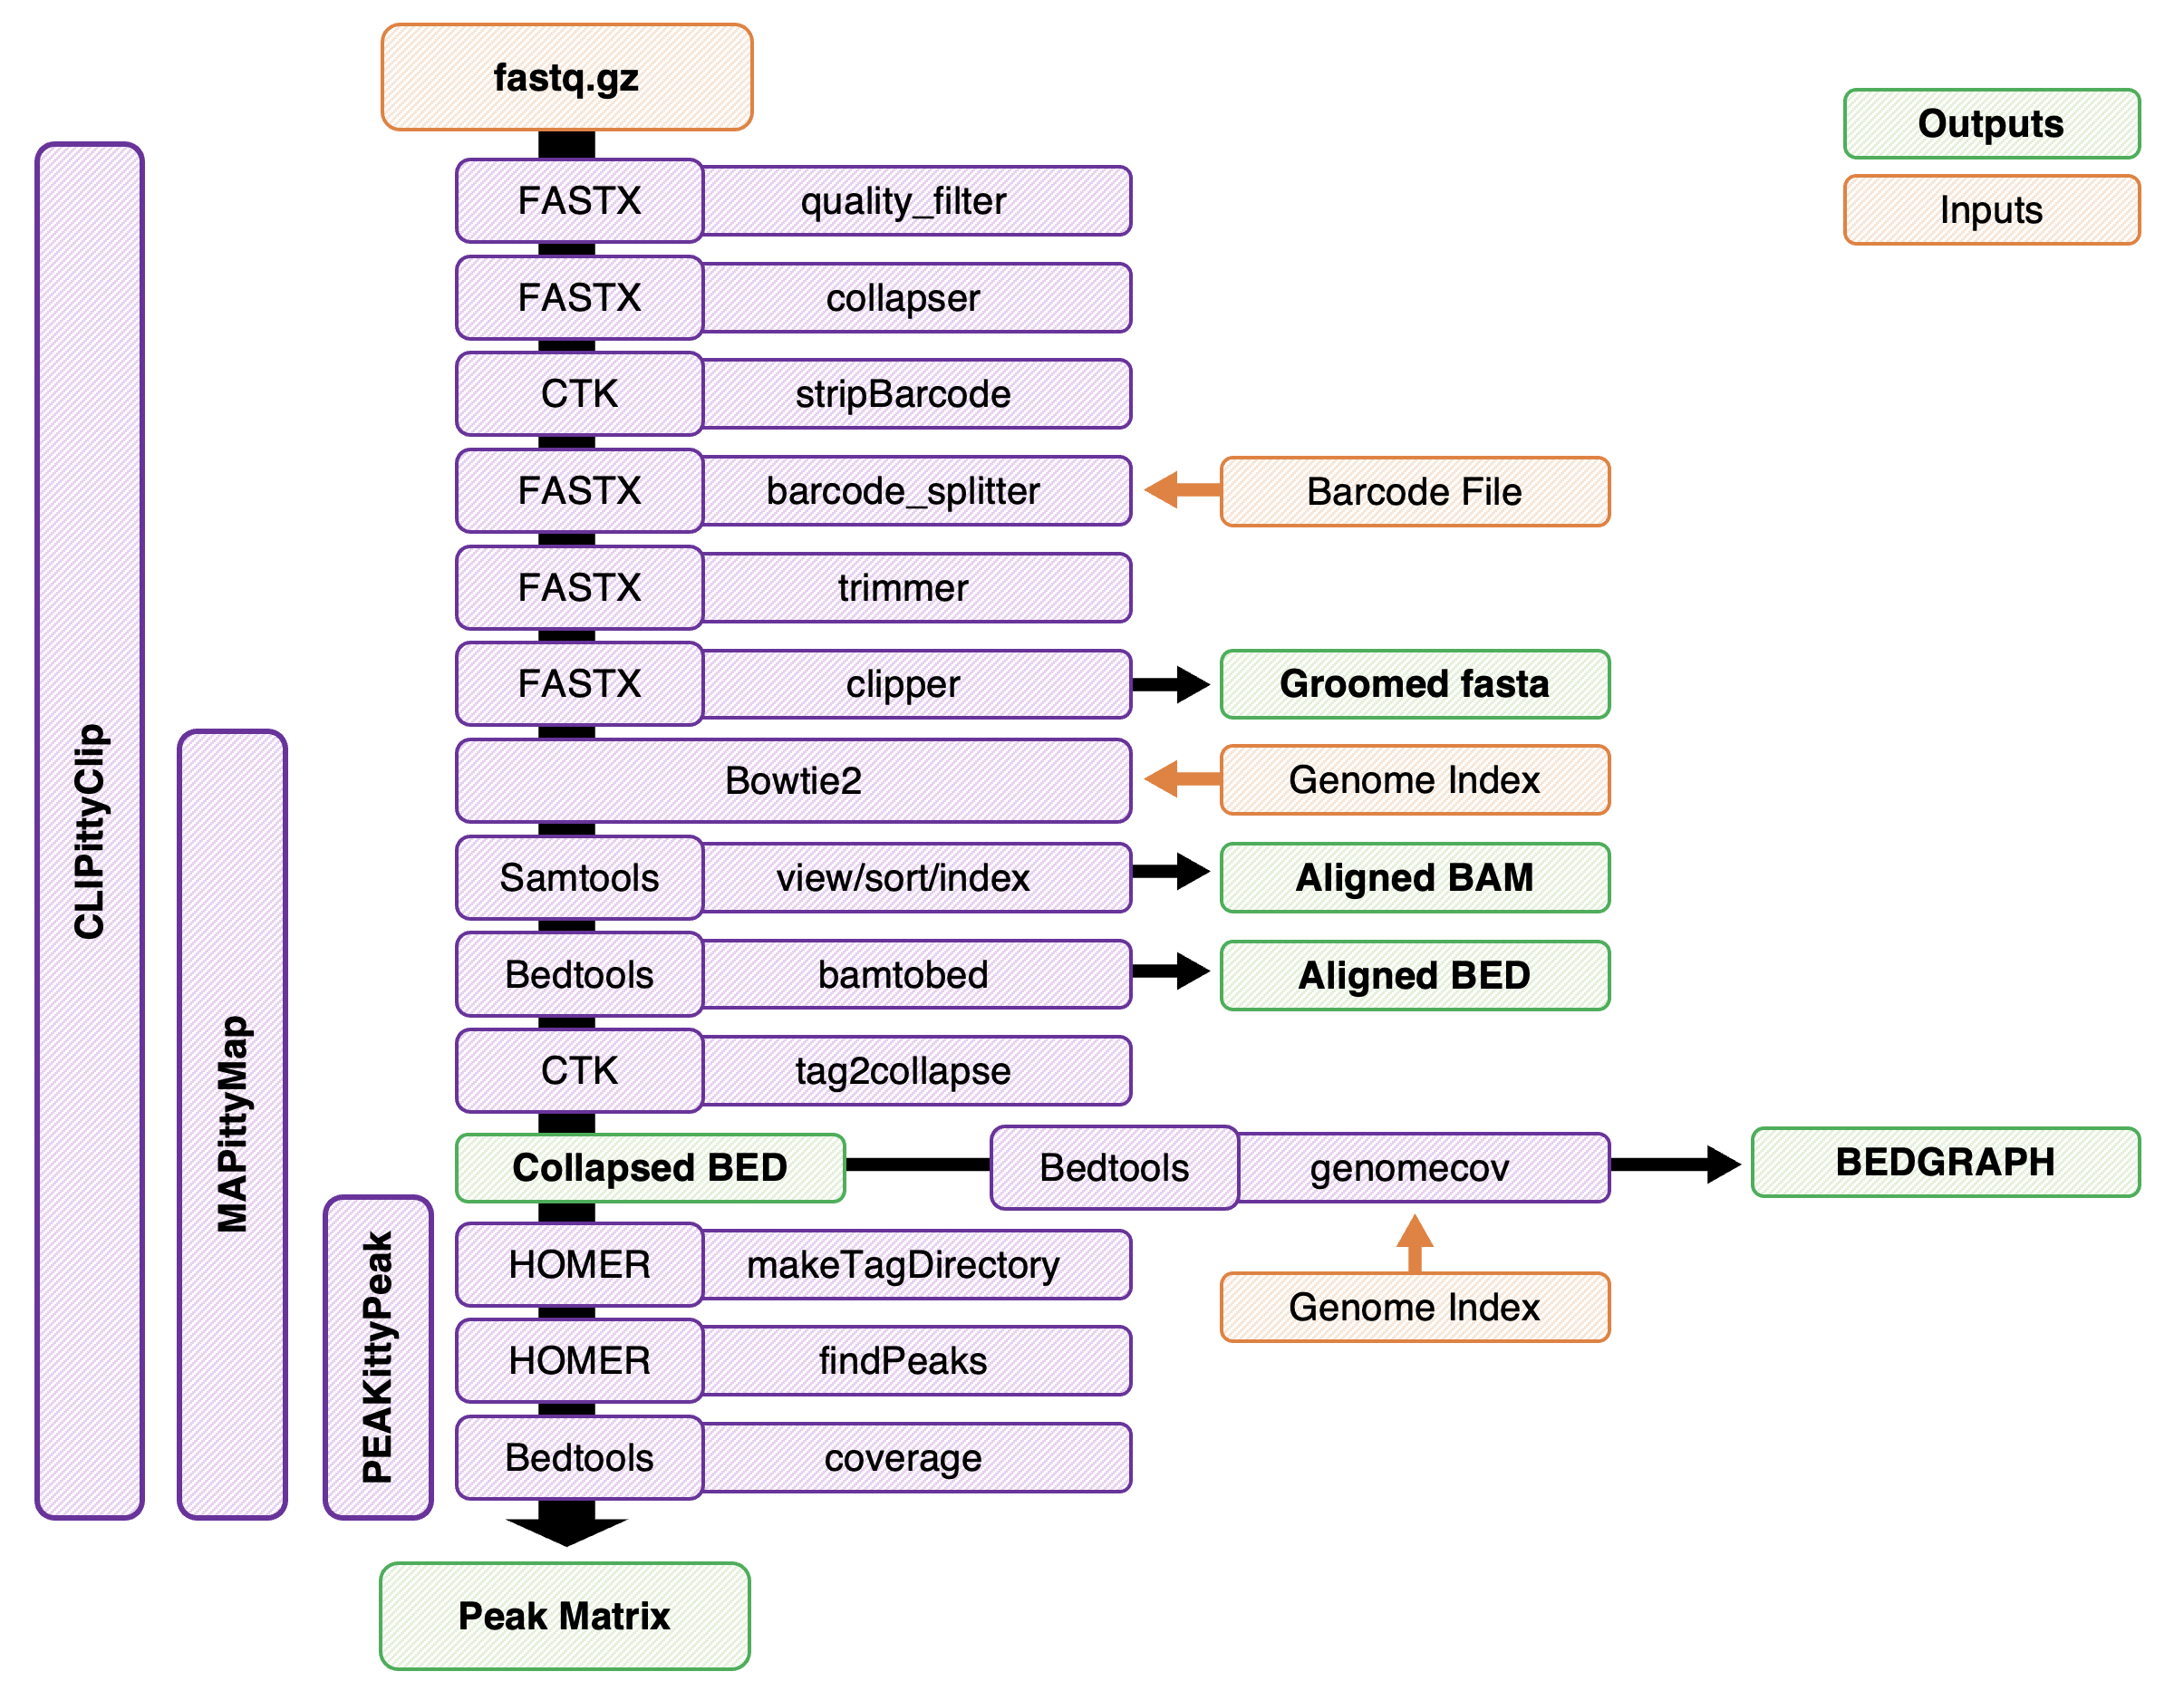 fastq.gz
Outputs
Inputs
FASTX quality_filter
FASTX collapser
CTK stripBarcode
FASTX barcode_splitter Barcode File
FASTX trimmer
FASTX clipper Groomed fasta
Bowtie2 Genome Index
Samtools view/sort/index Aligned BAM
Bedtools bamtobed Aligned BED
CTK tag2collapse
Collapsed BED Bedtools genomecov BEDGRAPH
HOMER makeTagDirectory
Genome Index
HOMER findPeaks
Bedtools coverage
Peak Matrix
CLIPittyClip
MAPittyMap
PEAKittyPeak